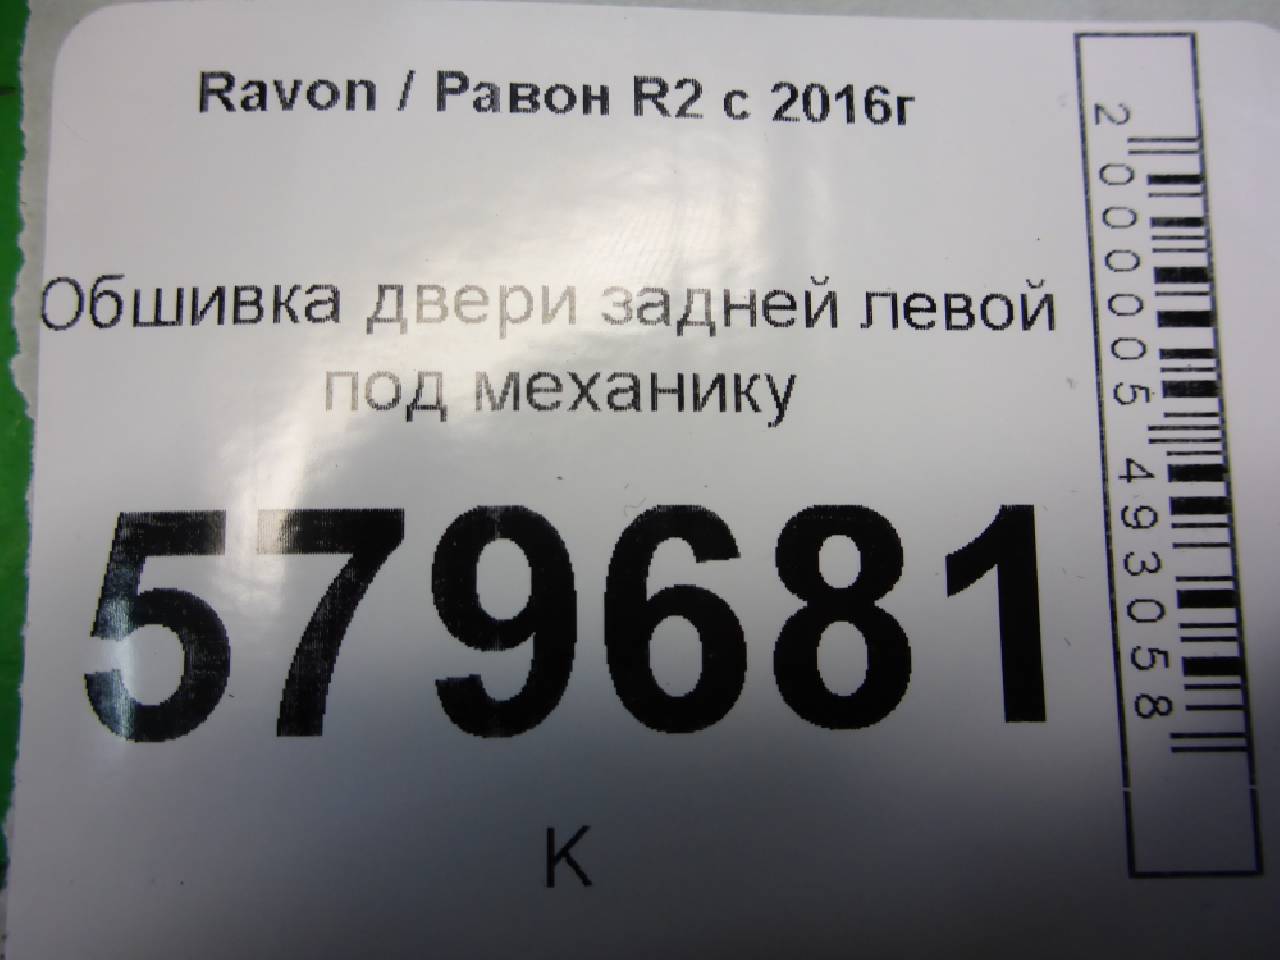 Ravon / Равон R2 с 2016г
Обшивка двери задней левой
под механику
579681
К
2000005493058